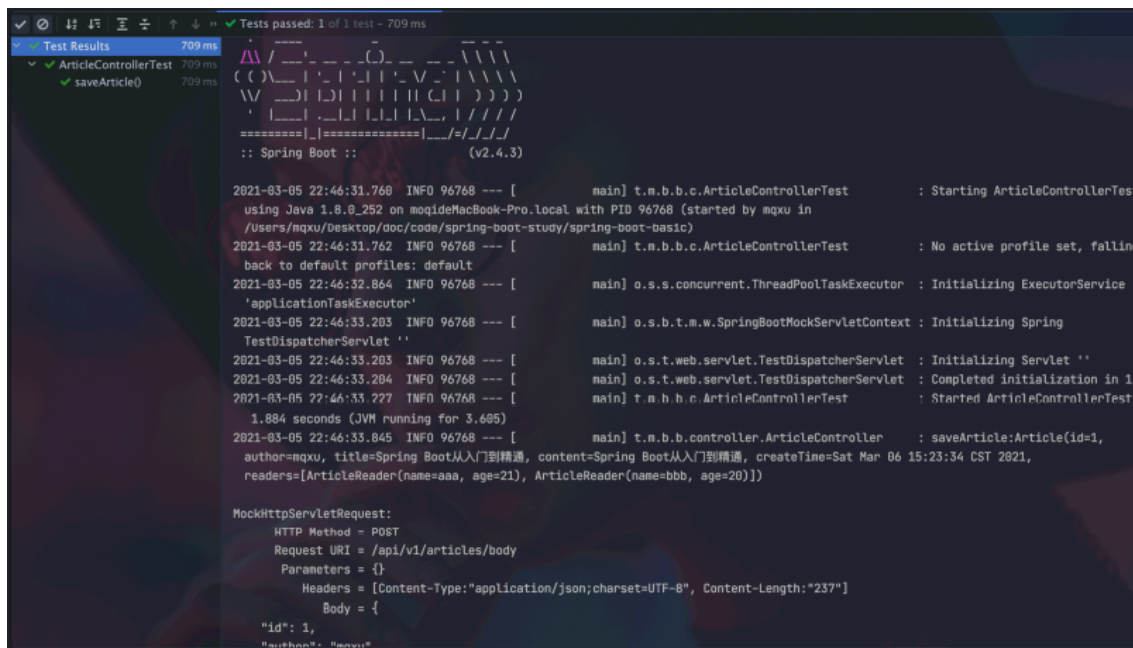 Tests passed: 1 of 1 test – 709 ms
Test Results 709 ms
ArticleControllerTest 709 ms
saveArticle() 709 ms
:: Spring Boot :: (v2.4.3)
2021-03-05 22:46:31.760 INFO 96768 --- [ main] t.m.b.b.c.ArticleControllerTest : Starting ArticleControllerTest
using Java 1.8.0_252 on moqideMacBook-Pro.local with PID 96768 (started by mqxu in
/Users/mqxu/Desktop/doc/code/spring-boot-study/spring-boot-basic)
2021-03-05 22:46:31.762 INFO 96768 --- [ main] t.m.b.b.c.ArticleControllerTest : No active profile set, falling
back to default profiles: default
2021-03-05 22:46:32.864 INFO 96768 --- [ main] o.s.s.concurrent.ThreadPoolTaskExecutor : Initializing ExecutorService
'applicationTaskExecutor'
2021-03-05 22:46:33.203 INFO 96768 --- [ main] o.s.b.t.m.w.SpringBootMockServletContext : Initializing Spring
TestDispatcherServlet ''
2021-03-05 22:46:33.203 INFO 96768 --- [ main] o.s.t.web.servlet.TestDispatcherServlet : Initializing Servlet ''
2021-03-05 22:46:33.204 INFO 96768 --- [ main] o.s.t.web.servlet.TestDispatcherServlet : Completed initialization in 1
2021-03-05 22:46:33.227 INFO 96768 --- [ main] t.m.b.b.c.ArticleControllerTest : Started ArticleControllerTest
1.884 seconds (JVM running for 3.605)
2021-03-05 22:46:33.845 INFO 96768 --- [ main] t.m.b.b.controller.ArticleController : saveArticle:Article(id=1,
author=mqxu, title=Spring Boot从入门到精通, content=Spring Boot从入门到精通, createTime=Sat Mar 06 15:23:34 CST 2021,
readers=[ArticleReader(name=aaa, age=21), ArticleReader(name=bbb, age=20)])
MockHttpServletRequest:
HTTP Method = POST
Request URI = /api/v1/articles/body
Parameters = {}
Headers = [Content-Type:"application/json;charset=UTF-8", Content-Length:"237"]
Body = {
"id": 1,
"author": "mqxu",